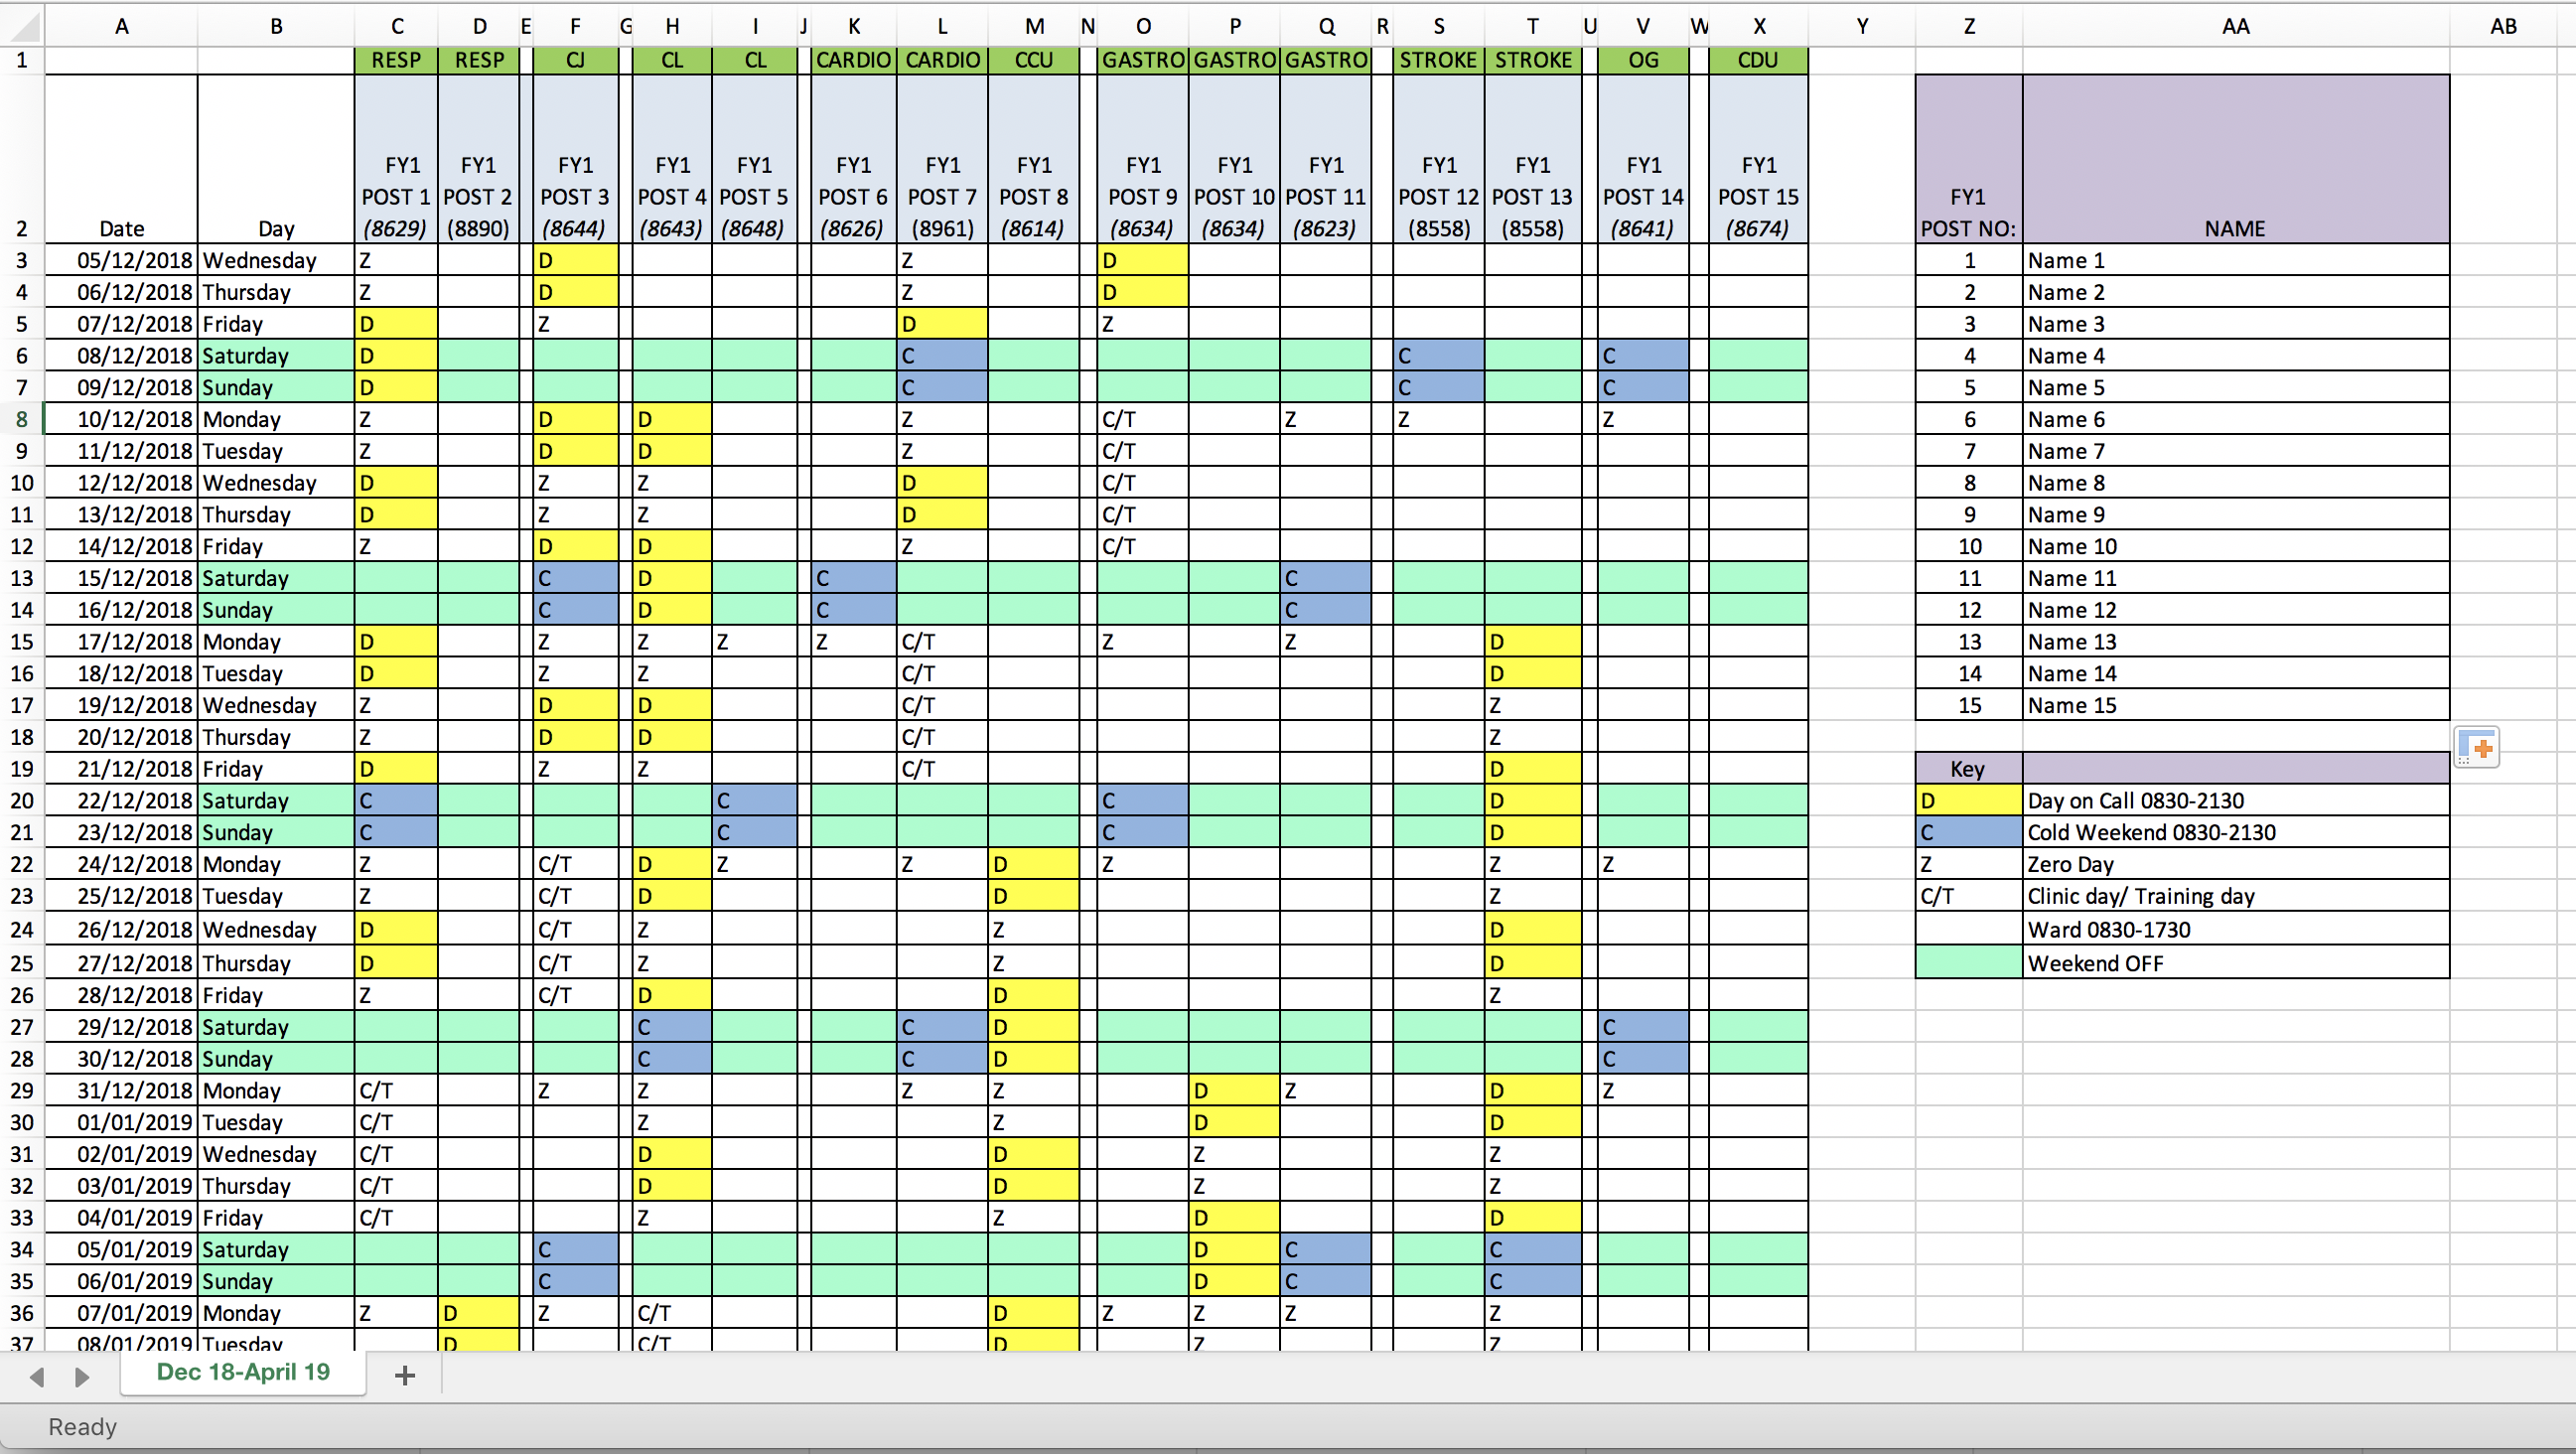 A B C D E F G H I J K L M N O P Q R S T U V W X Y Z AA AB
1 RESP RESP CJ CL CL CARDIO CARDIO CCU GASTRO GASTRO GASTRO STROKE STROKE OG CDU
FY1 FY1 FY1 FY1 FY1 FY1 FY1 FY1 FY1 FY1 FY1 FY1 FY1 FY1 FY1
POST 1 POST 2 POST 3 POST 4 POST 5 POST 6 POST 7 POST 8 POST 9 POST 10 POST 11 POST 12 POST 13 POST 14 POST 15 FY1
2 Date Day (8629) (8890) (8644) (8643) (8648) (8626) (8961) (8614) (8634) (8634) (8623) (8558) (8558) (8641) (8674) POST NO: NAME
3 05/12/2018 Wednesday Z D Z D 1 Name 1
4 06/12/2018 Thursday Z D Z D 2 Name 2
5 07/12/2018 Friday D Z D Z 3 Name 3
6 08/12/2018 Saturday D C C C 4 Name 4
7 09/12/2018 Sunday D C C C 5 Name 5
8 10/12/2018 Monday Z D D Z C/T Z Z Z 6 Name 6
9 11/12/2018 Tuesday Z D D Z C/T 7 Name 7
10 12/12/2018 Wednesday D Z Z D C/T 8 Name 8
11 13/12/2018 Thursday D Z Z D C/T 9 Name 9
12 14/12/2018 Friday Z D D Z C/T 10 Name 10
13 15/12/2018 Saturday C D C C 11 Name 11
14 16/12/2018 Sunday C D C C 12 Name 12
15 17/12/2018 Monday D Z Z Z Z C/T Z Z D 13 Name 13
16 18/12/2018 Tuesday D Z Z C/T D 14 Name 14
17 19/12/2018 Wednesday Z D D C/T Z 15 Name 15
18 20/12/2018 Thursday Z D D C/T Z
19 21/12/2018 Friday D Z Z C/T D Key
20 22/12/2018 Saturday C C C D D Day on Call 0830-2130
21 23/12/2018 Sunday C C C D C Cold Weekend 0830-2130
22 24/12/2018 Monday Z C/T D Z Z D Z Z Z Z Zero Day
23 25/12/2018 Tuesday Z C/T D D Z C/T Clinic day/ Training day
24 26/12/2018 Wednesday D C/T Z Z D Ward 0830-1730
25 27/12/2018 Thursday D C/T Z Z D Weekend OFF
26 28/12/2018 Friday Z C/T D D Z
27 29/12/2018 Saturday C C D C
28 30/12/2018 Sunday C C D C
29 31/12/2018 Monday C/T Z Z Z Z D Z D Z
30 01/01/2019 Tuesday C/T Z Z D D
31 02/01/2019 Wednesday C/T D D Z Z
32 03/01/2019 Thursday C/T D D Z Z
33 04/01/2019 Friday C/T Z Z D D
34 05/01/2019 Saturday C D C C
35 06/01/2019 Sunday C D C C
36 07/01/2019 Monday Z D Z C/T D Z Z Z Z
37 08/01/2019 Tuesday D C/T D Z Z
Dec 18-April 19
Ready